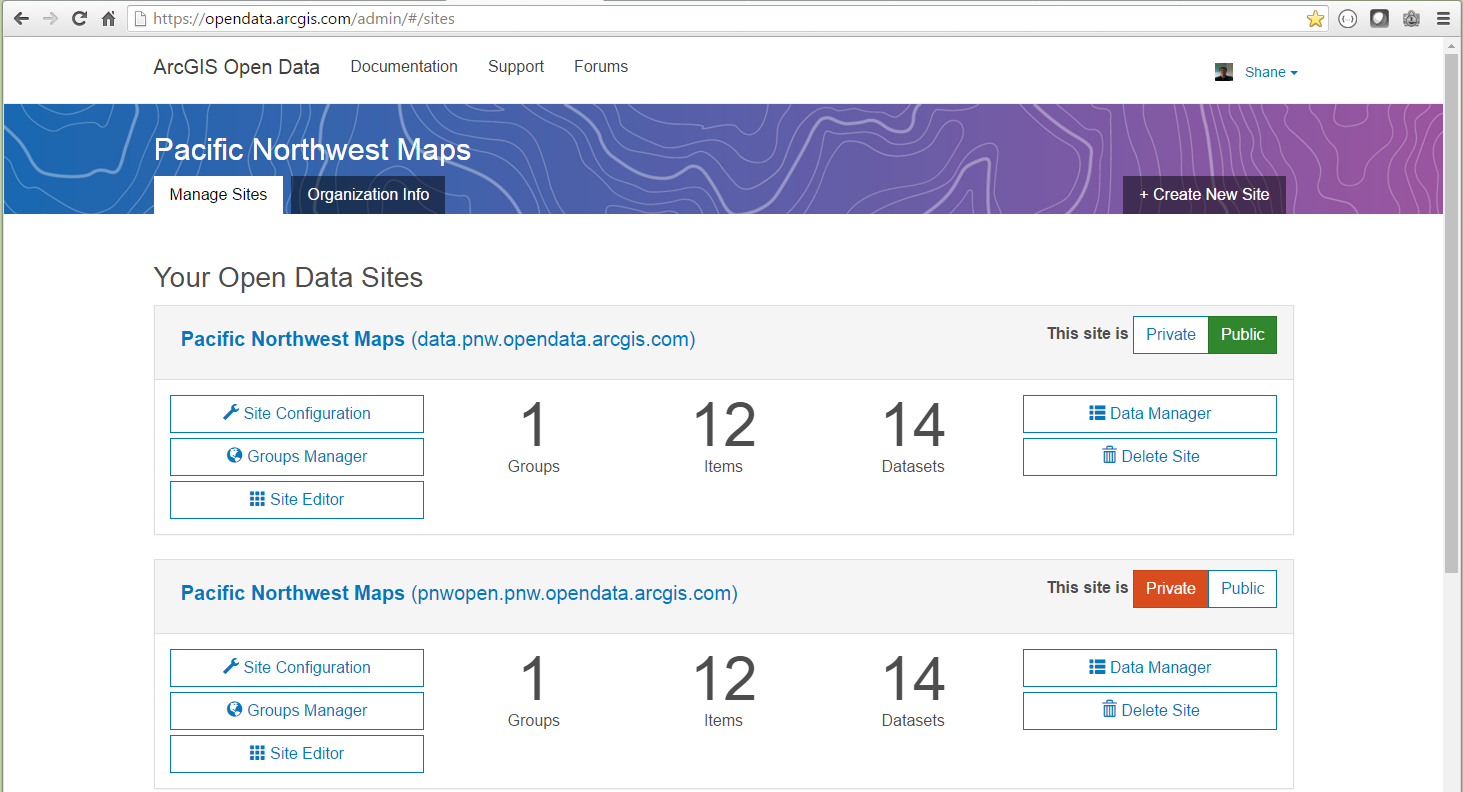 https://opendata.arcgis.com/admin/#/sites
ArcGIS Open Data Documentation Support Forums Shane
Pacific Northwest Maps
Manage Sites Organization Info + Create New Site
Your Open Data Sites
Pacific Northwest Maps (data.pnw.opendata.arcgis.com) This site is Private Public
Site Configuration 1 12 14 Data Manager
Groups Manager Groups Items Datasets Delete Site
Site Editor
Pacific Northwest Maps (pnwopen.pnw.opendata.arcgis.com) This site is Private Public
Site Configuration 1 12 14 Data Manager
Groups Manager Groups Items Datasets Delete Site
Site Editor